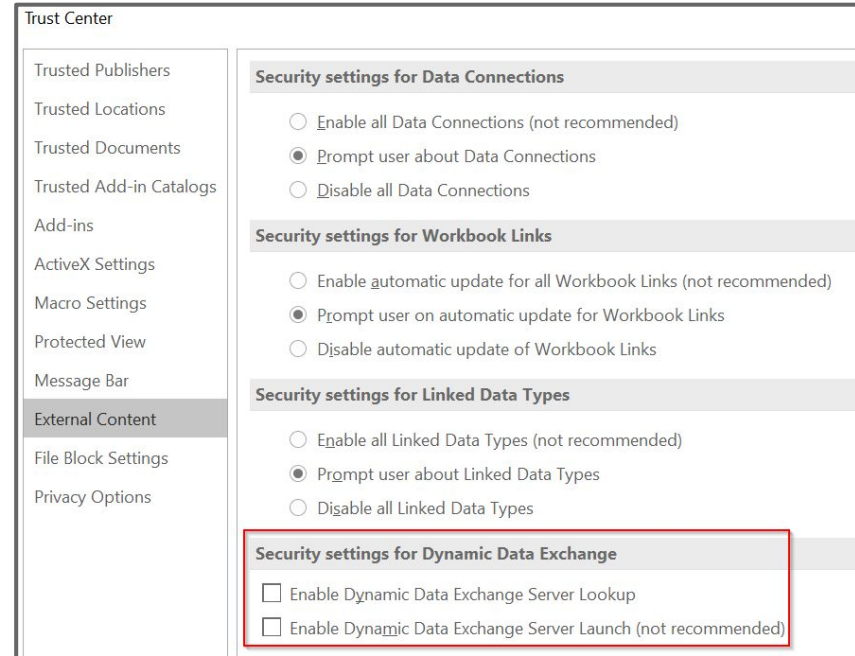 Trust Center
Trusted Publishers
Trusted Locations
Trusted Documents
Trusted Add-in Catalogs
Add-ins
ActiveX Settings
Macro Settings
Protected View
Message Bar
External Content
File Block Settings
Privacy Options
Security settings for Data Connections
Enable all Data Connections (not recommended)
Prompt user about Data Connections
Disable all Data Connections
Security settings for Workbook Links
Enable automatic update for all Workbook Links (not recommended)
Prompt user on automatic update for Workbook Links
Disable automatic update of Workbook Links
Security settings for Linked Data Types
Enable all Linked Data Types (not recommended)
Prompt user about Linked Data Types
Disable all Linked Data Types
Security settings for Dynamic Data Exchange
Enable Dynamic Data Exchange Server Lookup
Enable Dynamic Data Exchange Server Launch (not recommended)